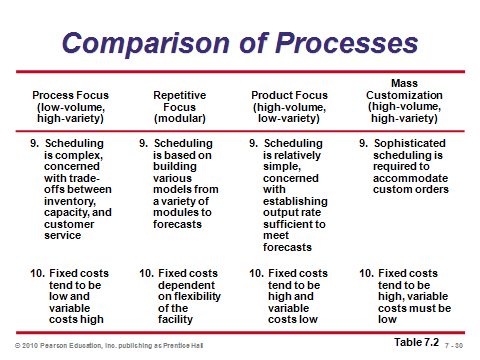 Comparison of Processes
Process Focus
(low-volume,
high-variety)
Repetitive
Focus
(modular)
Product Focus
(high-volume,
low-variety)
Mass
Customization
(high-volume,
high-variety)
9. Scheduling
is complex,
concerned
with trade-
offs between
inventory,
capacity, and
customer
service
9. Scheduling
is based on
building
various
models from
a variety of
modules to
forecasts
9. Scheduling
is relatively
simple,
concerned
with
establishing
output rate
sufficient to
meet
forecasts
9. Sophisticated
scheduling is
required to
accommodate
custom orders
10. Fixed costs
tend to be
low and
variable
costs high
10. Fixed costs
dependent
on flexibility
of the
facility
10. Fixed costs
tend to be
high and
variable
costs low
10. Fixed costs
tend to be
high, variable
costs must be
low
Table 7.2
© 2010 Pearson Education, Inc. publishing as Prentice Hall
7 - 80